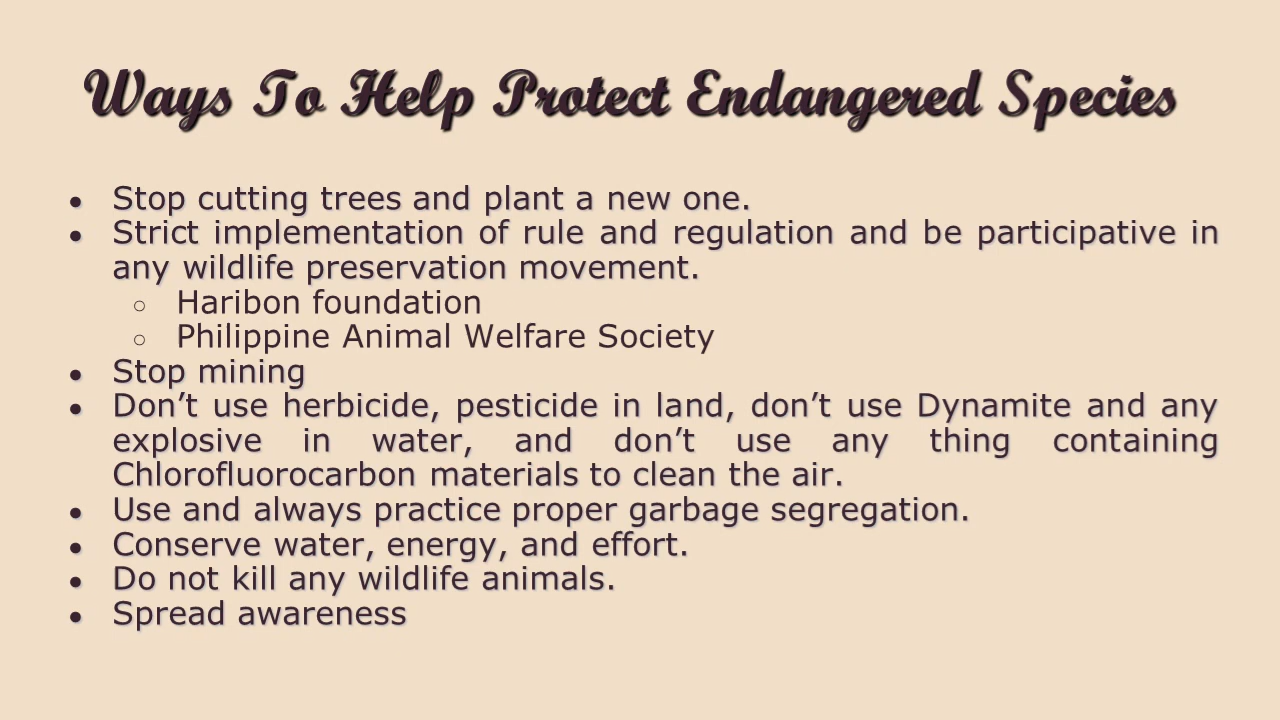 Ways To Help Protect Endangered Species
• Stop cutting trees and plant a new one.
• Strict implementation of rule and regulation and be participative in
any wildlife preservation movement.
○ Haribon foundation
○ Philippine Animal Welfare Society
• Stop mining
• Don’t use herbicide, pesticide in land, don’t use Dynamite and any
explosive in water, and don’t use any thing containing
Chlorofluorocarbon materials to clean the air.
• Use and always practice proper garbage segregation.
• Conserve water, energy, and effort.
• Do not kill any wildlife animals.
• Spread awareness